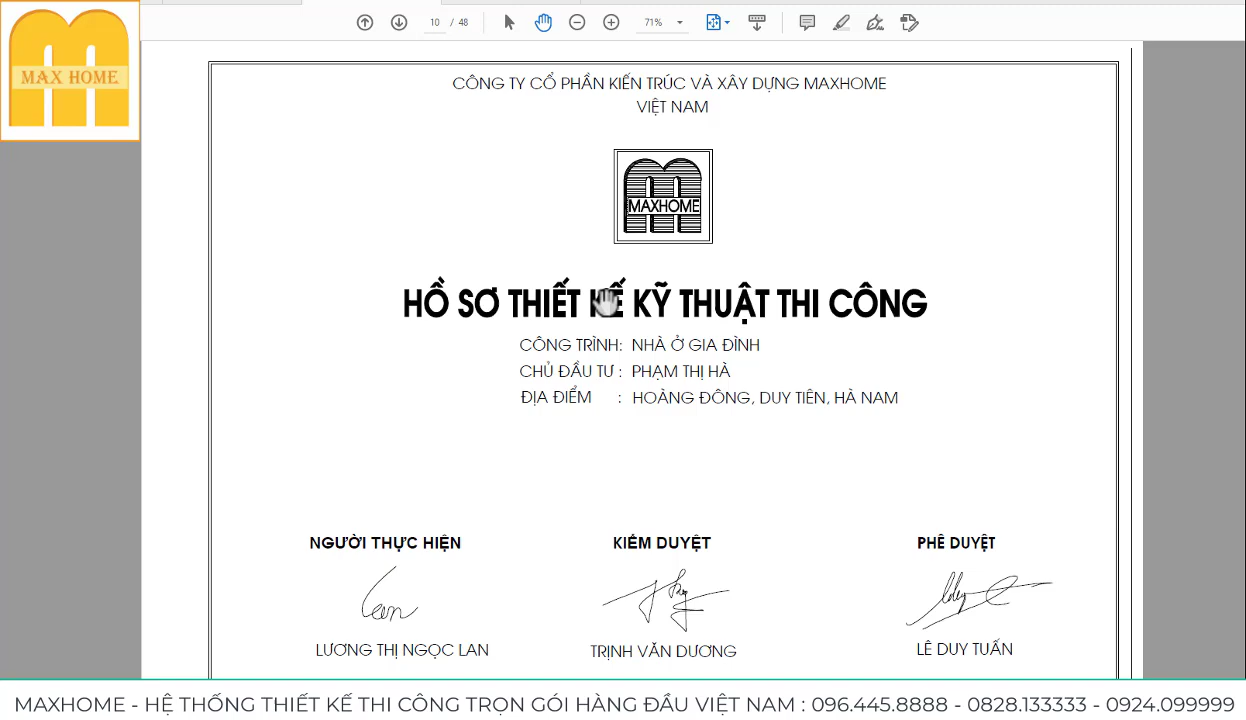 MAX HOME
10 / 48
71%
CÔNG TY CỔ PHẦN KIẾN TRÚC VÀ XÂY DỰNG MAXHOME
VIỆT NAM
MAXHOME
HỒ SƠ THIẾT KẾ KỸ THUẬT THI CÔNG
CÔNG TRÌNH: NHÀ Ở GIA ĐÌNH
CHỦ ĐẦU TƯ : PHẠM THỊ HÀ
ĐỊA ĐIỂM : HOÀNG ĐÔNG, DUY TIÊN, HÀ NAM
NGƯỜI THỰC HIỆN KIỂM DUYỆT PHÊ DUYỆT
LƯƠNG THỊ NGỌC LAN TRỊNH VĂN DƯƠNG LÊ DUY TUẤN
MAXHOME - HỆ THỐNG THIẾT KẾ THI CÔNG TRỌN GÓI HÀNG ĐẦU VIỆT NAM : 096.445.8888 - 0828.133333 - 0924.099999